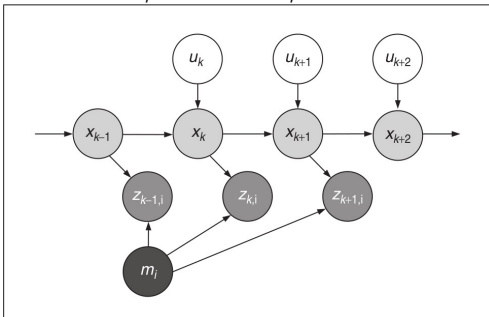 u_k u_{k+1} u_{k+2}
x_{k–1} x_k x_{k+1} x_{k+2}
z_{k–1,i} z_{k,i} z_{k+1,i}
m_i